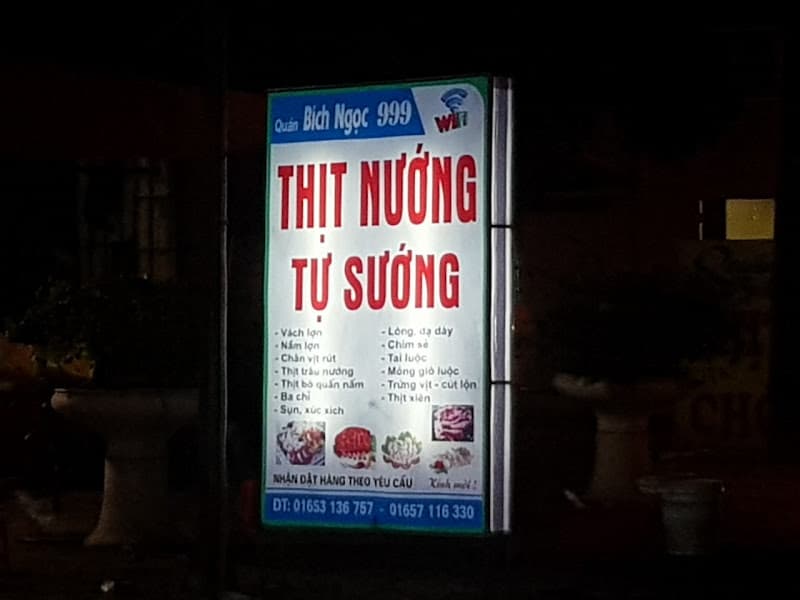 Quán Bích Ngọc 999
WiFi
THỊT NƯỚNG
TỰ SƯỚNG
- Vách lợn
- Nầm lợn
- Chân vịt rút
- Thịt trâu nướng
- Thịt bò quấn nấm
- Ba chỉ
- Sụn, xúc xích
- Lòng, dạ dày
- Chim sẻ
- Tai luộc
- Móng giò luộc
- Trứng vịt - cút lộn
- Thịt xiên
NHẬN ĐẶT HÀNG THEO YÊU CẦU
Kính mời !
DT: 01653 136 757 - 01657 116 330